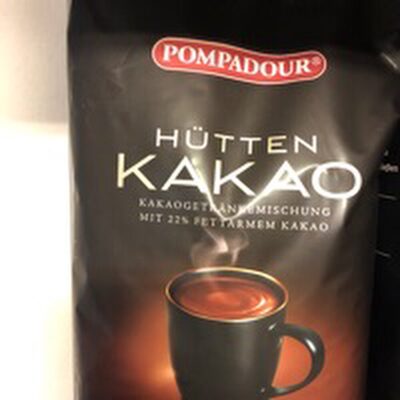 POMPADOUR®
HÜTTEN
KAKAO
KAKAOGETRÄNKEMISCHUNG
MIT 22% FETTARMEM KAKAO